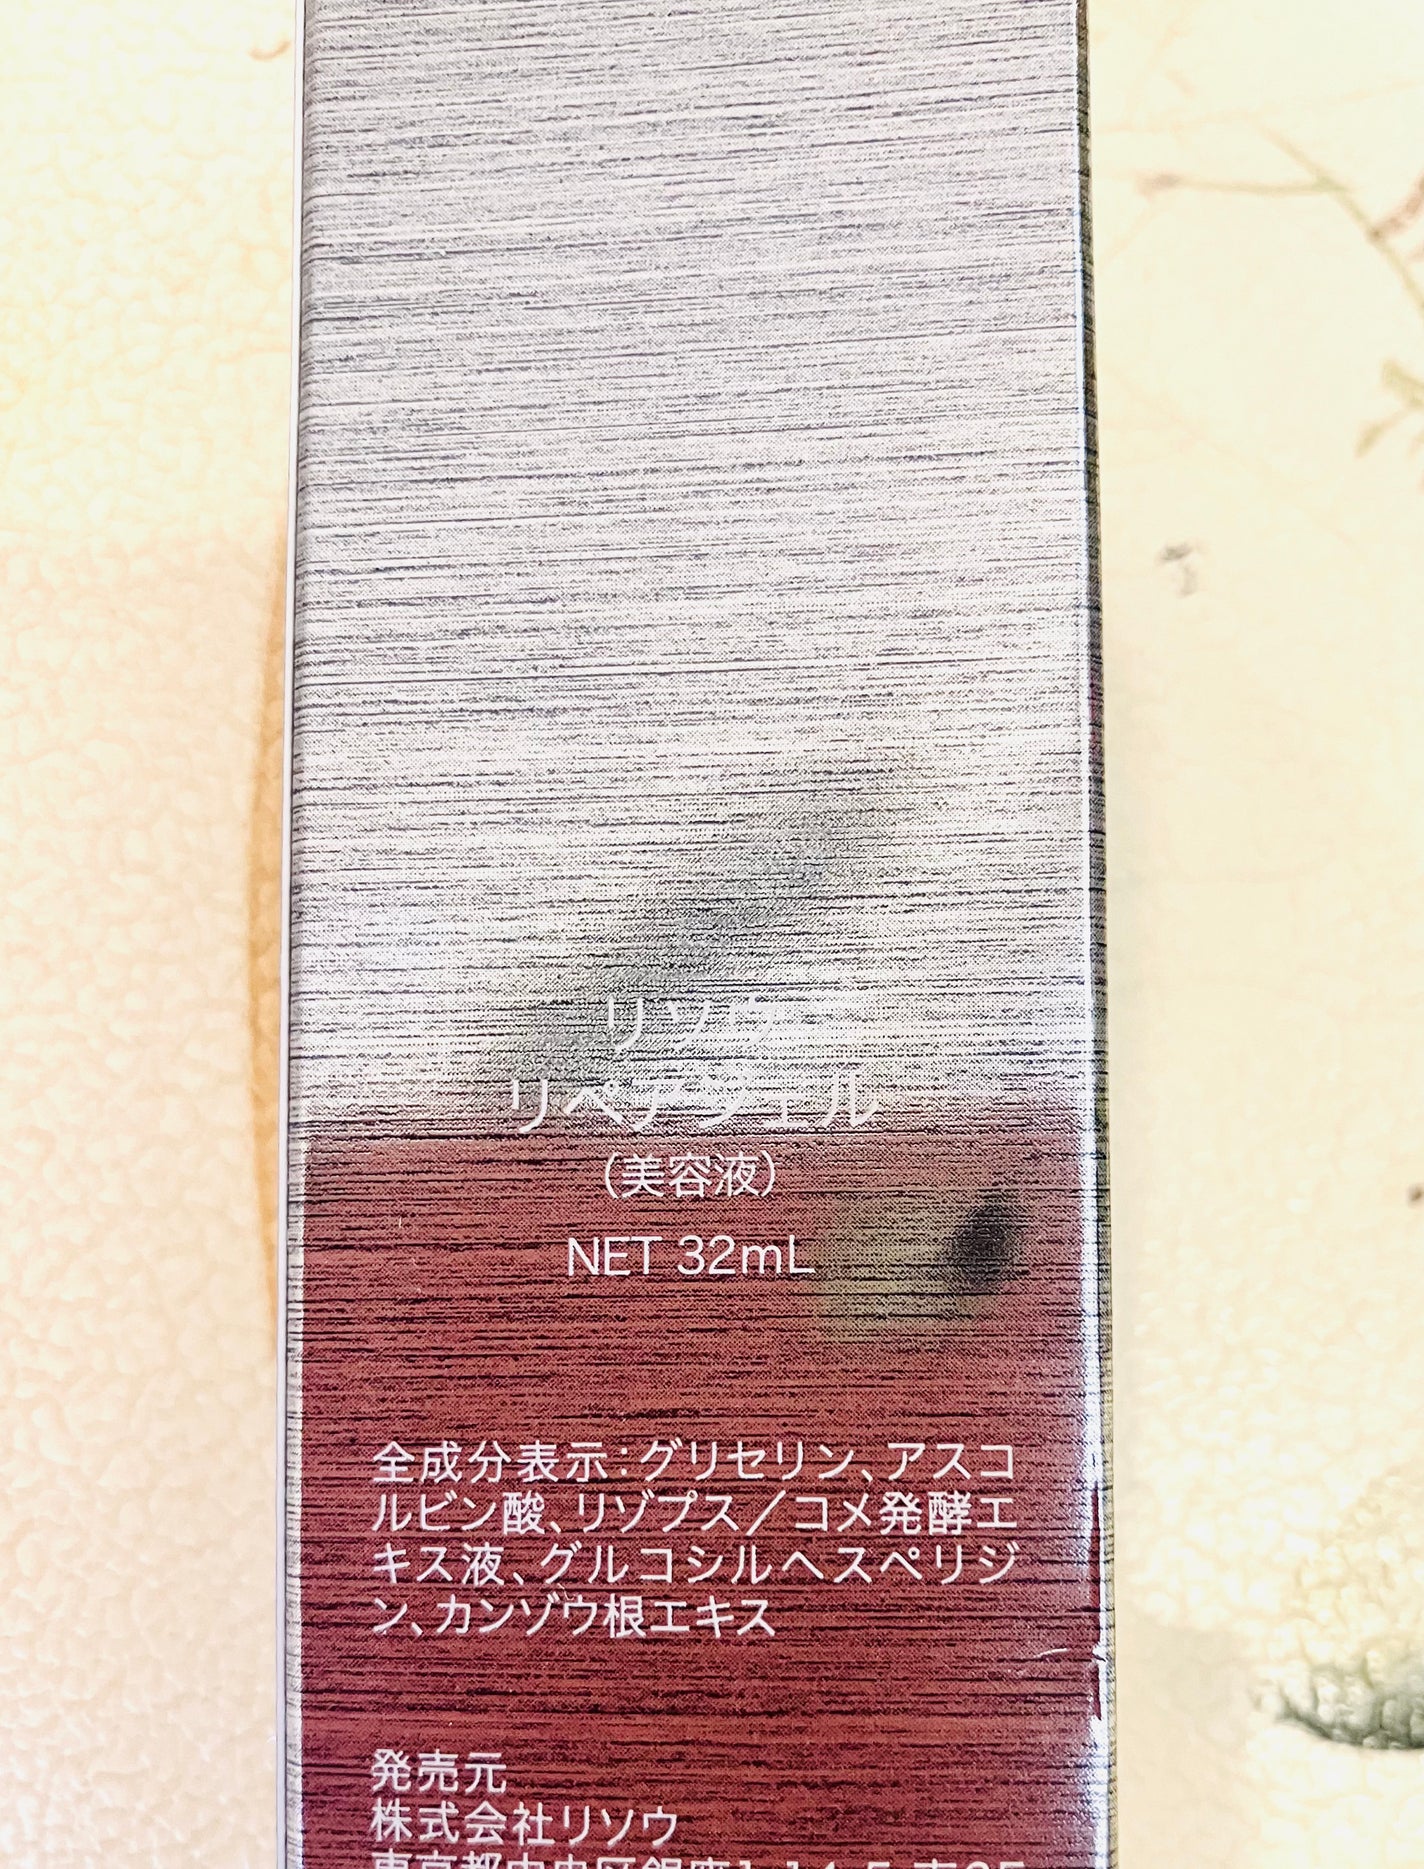 リソウ
リペアジェル
（美容液）
NET 32mL
全成分表示：グリセリン、アスコ
ルビン酸、リゾプス／コメ発酵エ
キス液、グルコシルヘスペリジ
ン、カンゾウ根エキス
発売元
株式会社リソウ